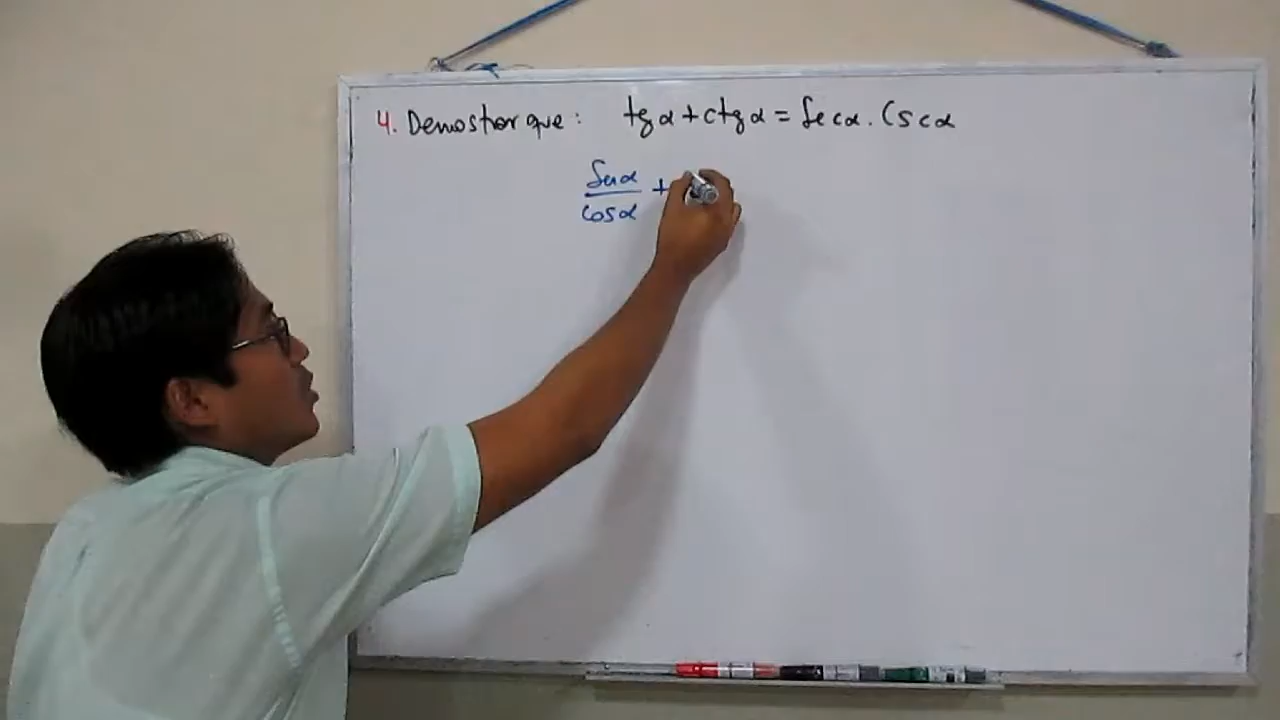 4. Demostrar que: tgα + ctgα = Secα . Cscα
Senα
cosα +